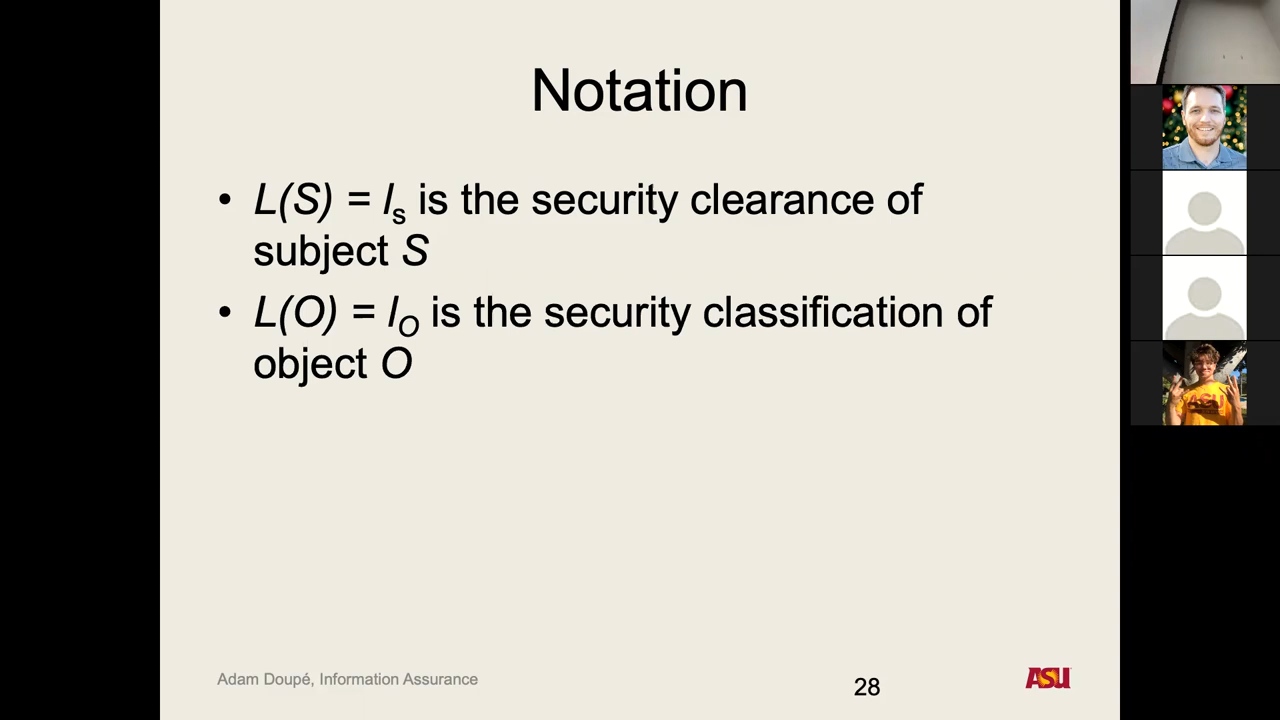 Notation
• L(S) = ls is the security clearance of
subject S
• L(O) = lO is the security classification of
object O
Adam Doupé, Information Assurance
28
ASU
ASU